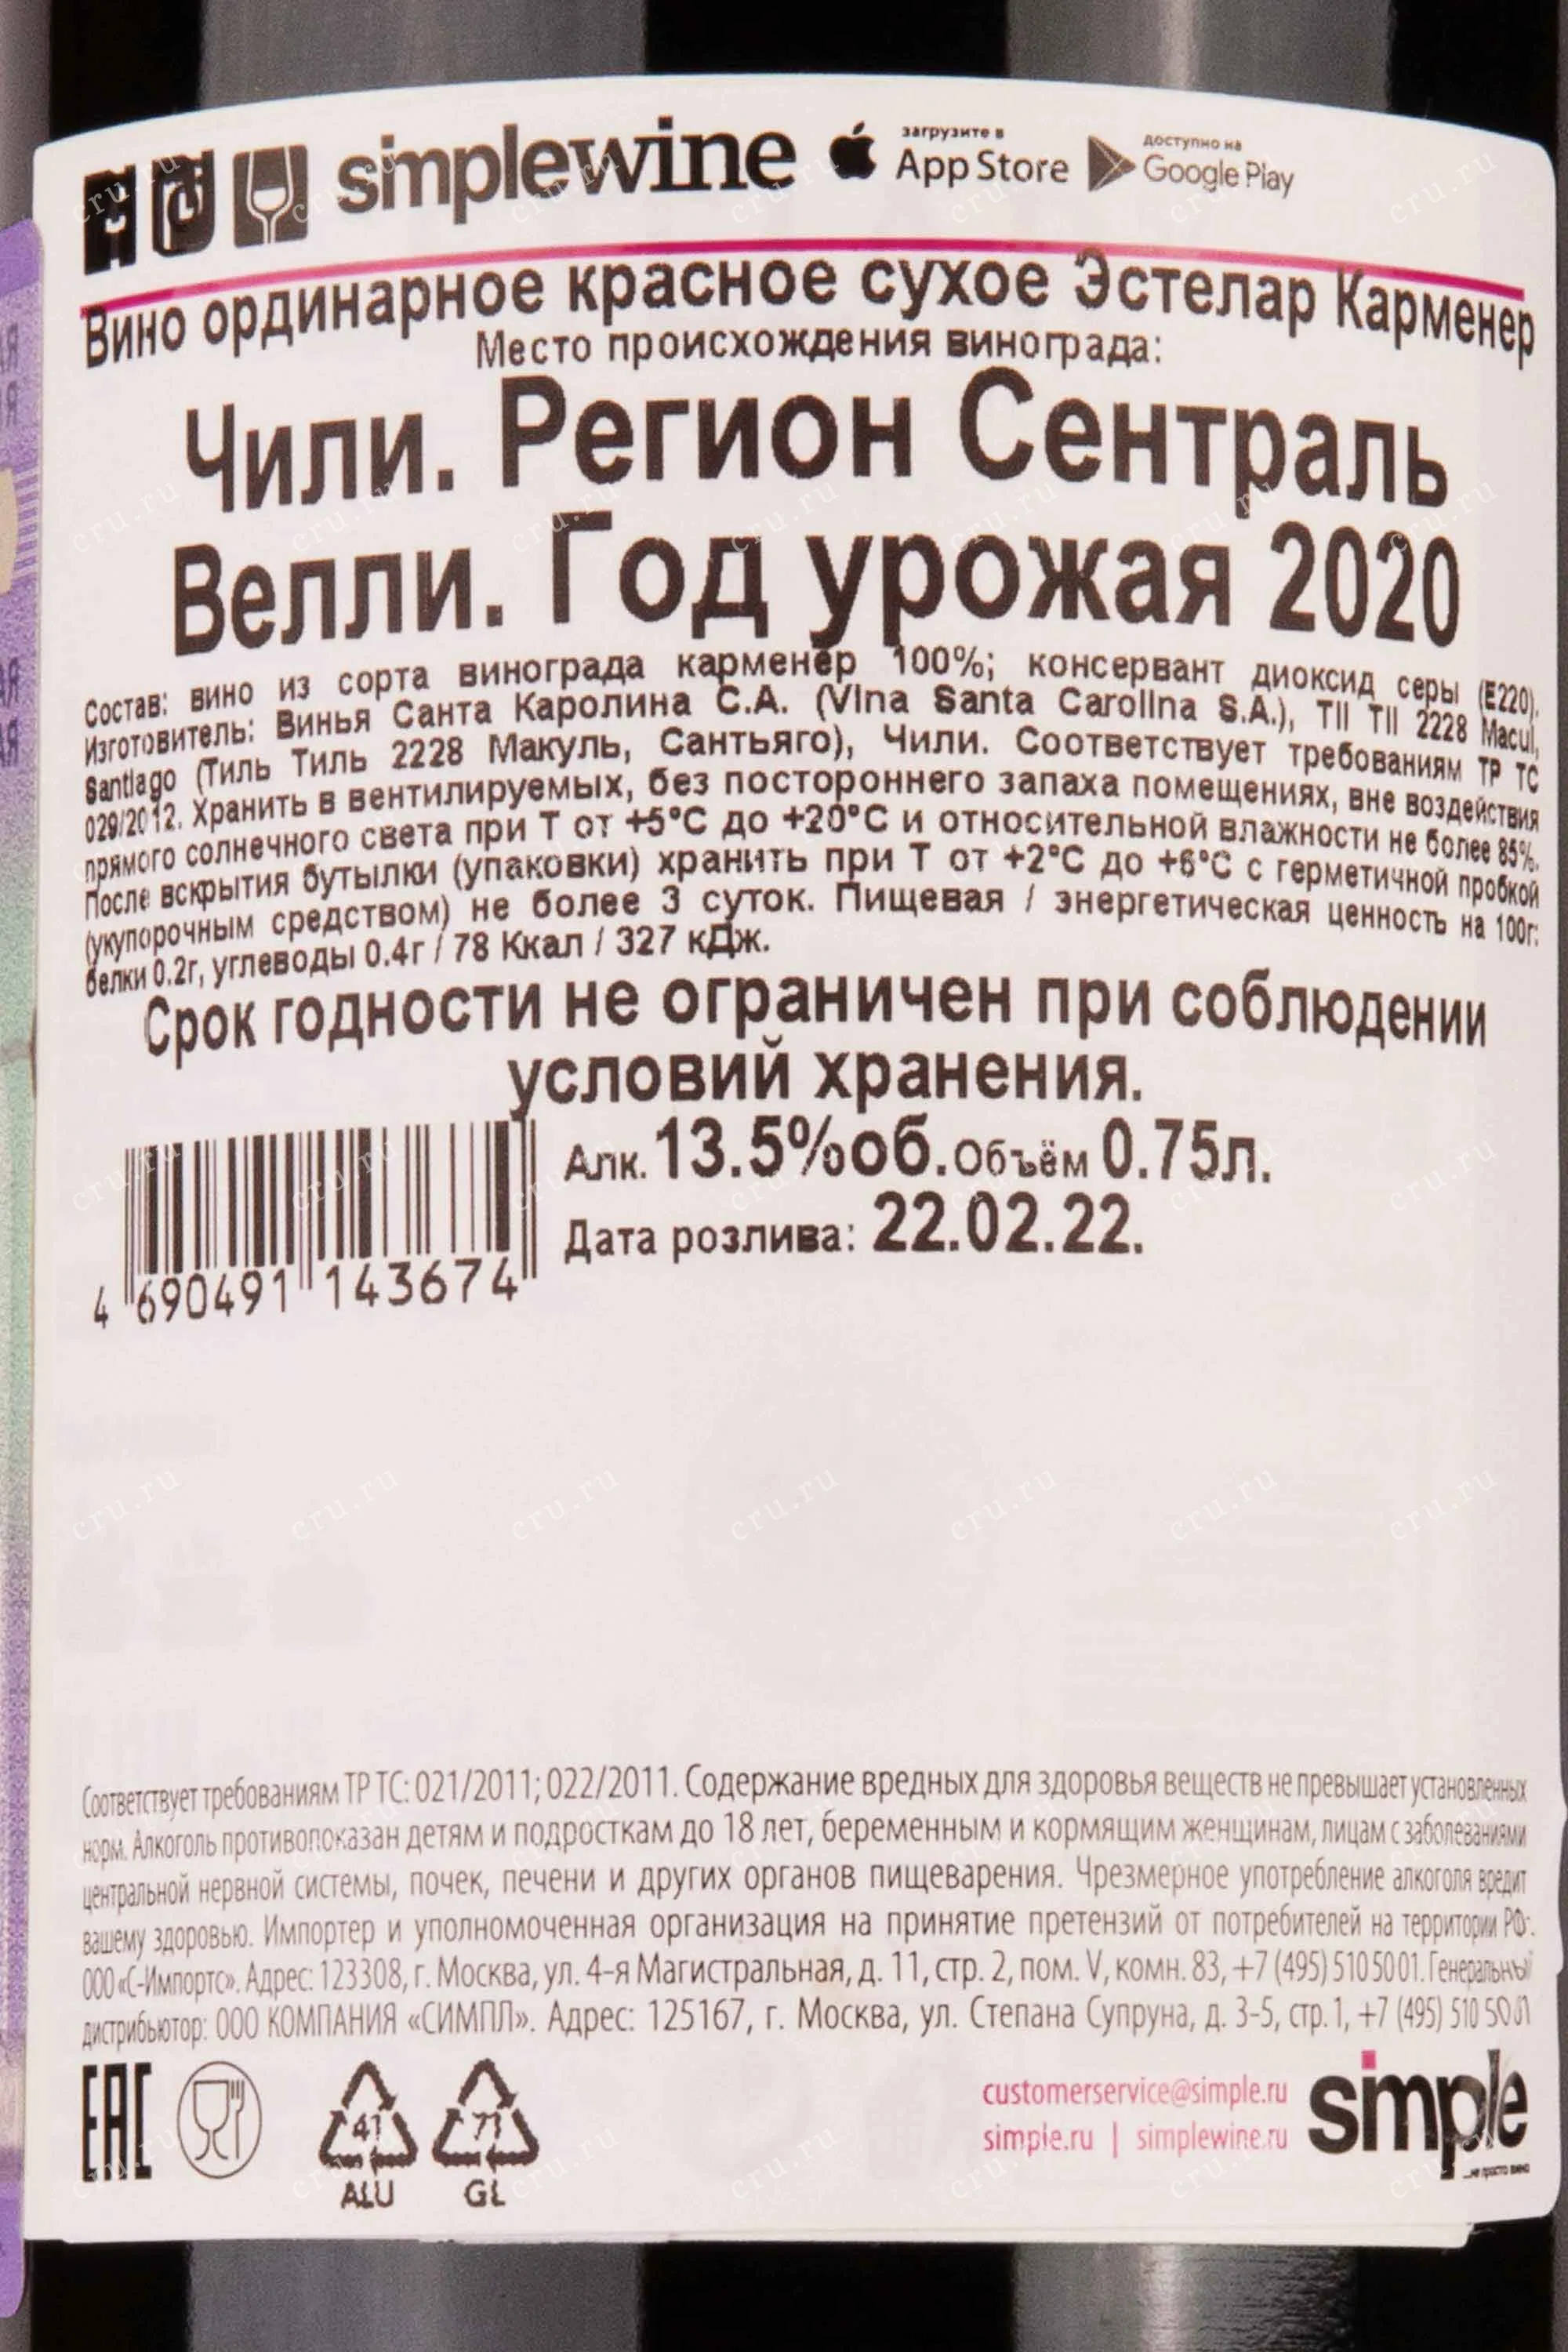 simplewine загрузите в App Store доступно на Google Play
Вино ординарное красное сухое Эстелар Карменер
Место происхождения винограда:
Чили. Регион Сентраль
Велли. Год урожая 2020
Состав: вино из сорта винограда карменер 100%; консервант диоксид серы (Е220).
Изготовитель: Винья Санта Каролина С.А. (Vina Santa Carolina S.A.), Til Til 2228 Macul,
Santiago (Тиль Тиль 2228 Макуль, Сантьяго), Чили. Соответствует требованиям ТР ТС
029/2012. Хранить в вентилируемых, без постороннего запаха помещениях, вне воздействия
прямого солнечного света при Т от +5°С до +20°С и относительной влажности не более 85%.
После вскрытия бутылки (упаковки) хранить при Т от +2°С до +6°С с герметичной пробкой
(укупорочным средством) не более 3 суток. Пищевая / энергетическая ценность на 100г:
белки 0.2г, углеводы 0.4г / 78 Ккал / 327 кДж.
Срок годности не ограничен при соблюдении
условий хранения.
Алк. 13.5%об. Объём 0.75л.
Дата розлива: 22.02.22.
4 690491 143674
Соответствует требованиям ТР ТС: 021/2011; 022/2011. Содержание вредных для здоровья веществ не превышает установленных
норм. Алкоголь противопоказан детям и подросткам до 18 лет, беременным и кормящим женщинам, лицам с заболеваниями
центральной нервной системы, почек, печени и других органов пищеварения. Чрезмерное употребление алкоголя вредит
вашему здоровью. Импортер и уполномоченная организация на принятие претензий от потребителей на территории РФ:
ООО «С-Импортс». Адрес: 123308, г. Москва, ул. 4-я Магистральная, д. 11, стр. 2, пом. V, комн. 83, +7 (495) 510 50 01. Генеральный
дистрибьютор: ООО КОМПАНИЯ «СИМПЛ». Адрес: 125167, г. Москва, ул. Степана Супруна, д. 3-5, стр. 1, +7 (495) 510 50 01
EAC
41
ALU
71
GL
customerservice@simple.ru
simple.ru | simplewine.ru
simple
...не просто вино
cru.ru